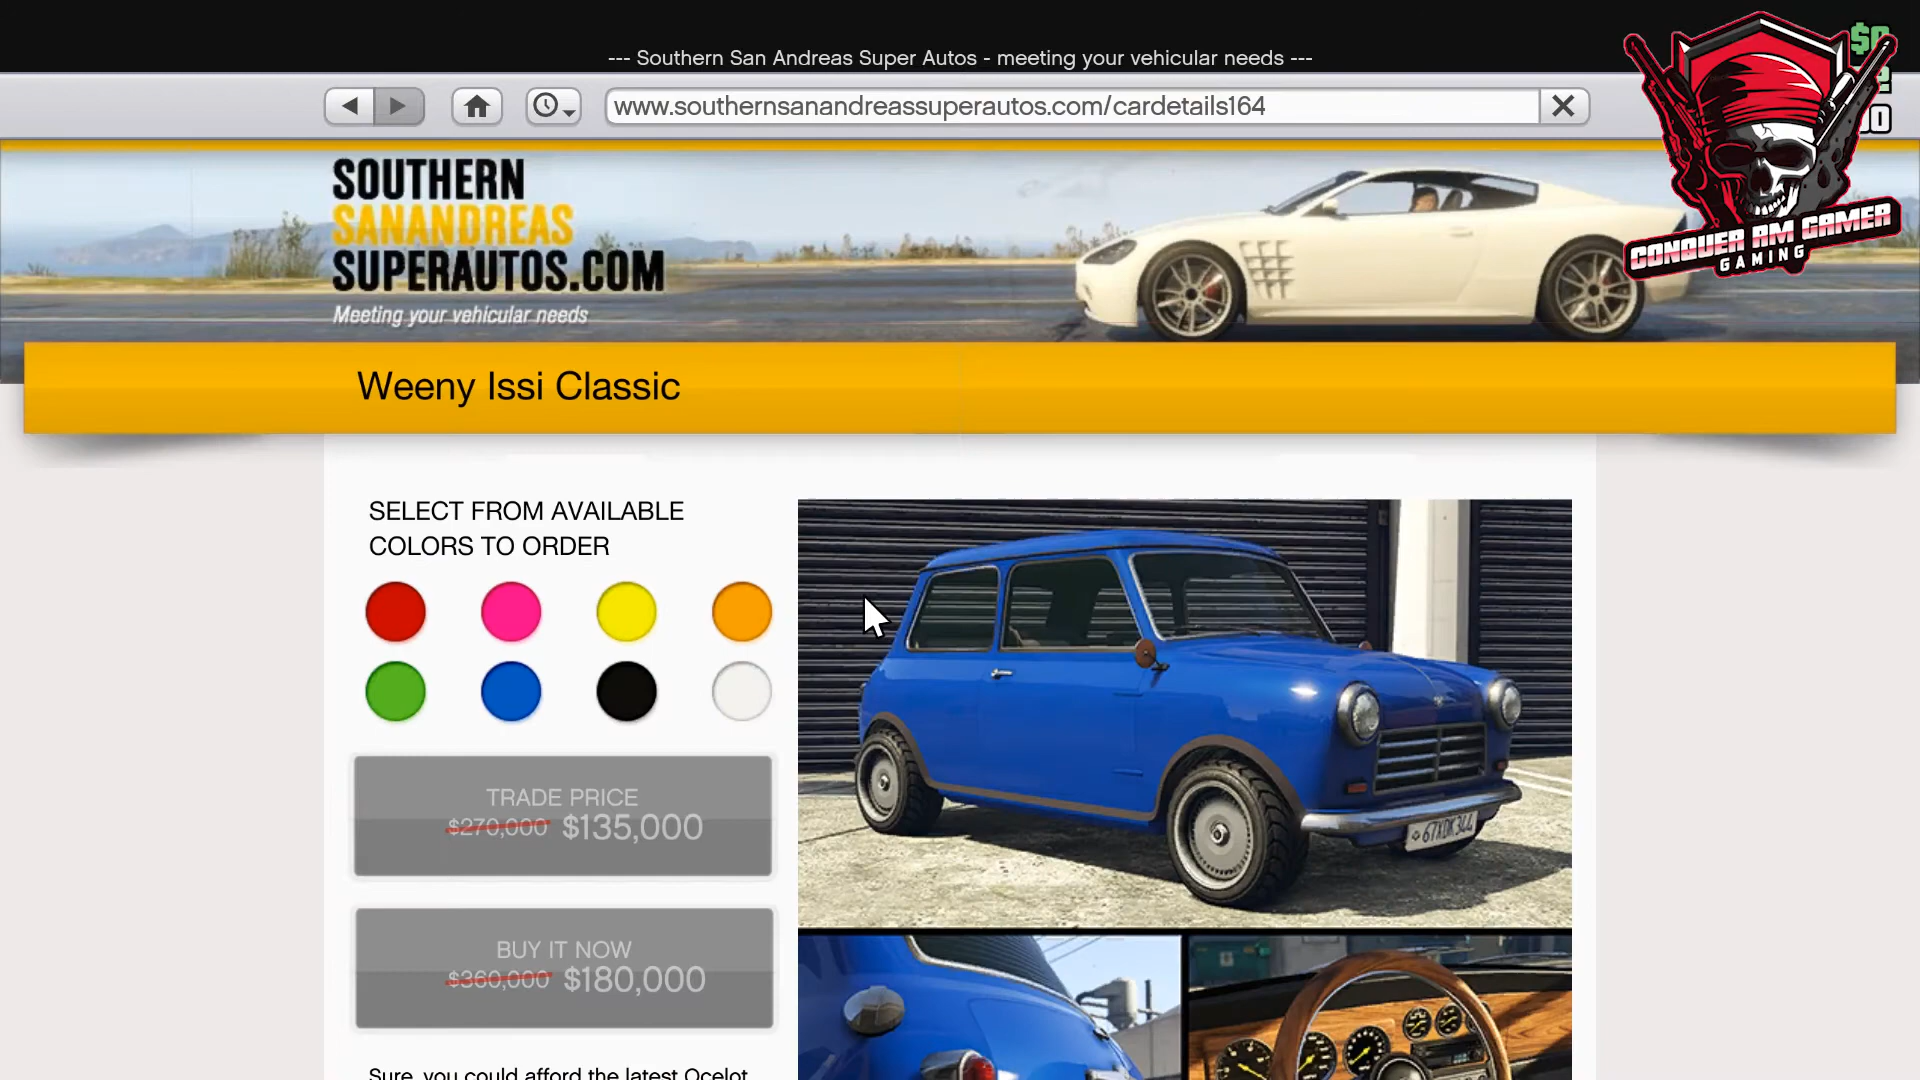 --- Southern San Andreas Super Autos - meeting your vehicular needs ---
www.southernsanandreassuperautos.com/cardetails164
SOUTHERN
SANANDREAS
SUPERAUTOS.COM
Meeting your vehicular needs
CONQUER AM GAMER
GAMING
Weeny Issi Classic
SELECT FROM AVAILABLE
COLORS TO ORDER
TRADE PRICE
$270,000 $135,000
BUY IT NOW
$360,000 $180,000
67XDK344
Sure, you could afford the latest Ocelot